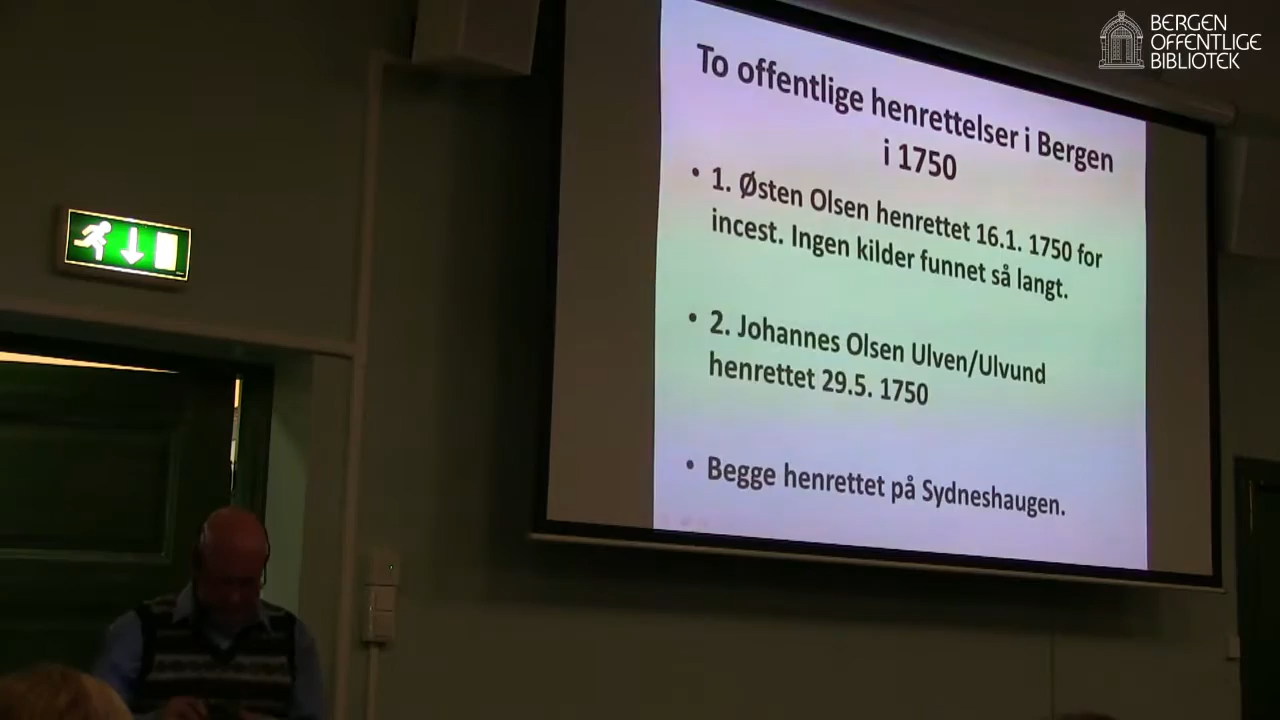 BERGEN
OFFENTLIGE
BIBLIOTEK
To offentlige henrettelser i Bergen
i 1750
• 1. Østen Olsen henrettet 16.1. 1750 for
incest. Ingen kilder funnet så langt.
• 2. Johannes Olsen Ulven/Ulvund
henrettet 29.5. 1750
• Begge henrettet på Sydneshaugen.